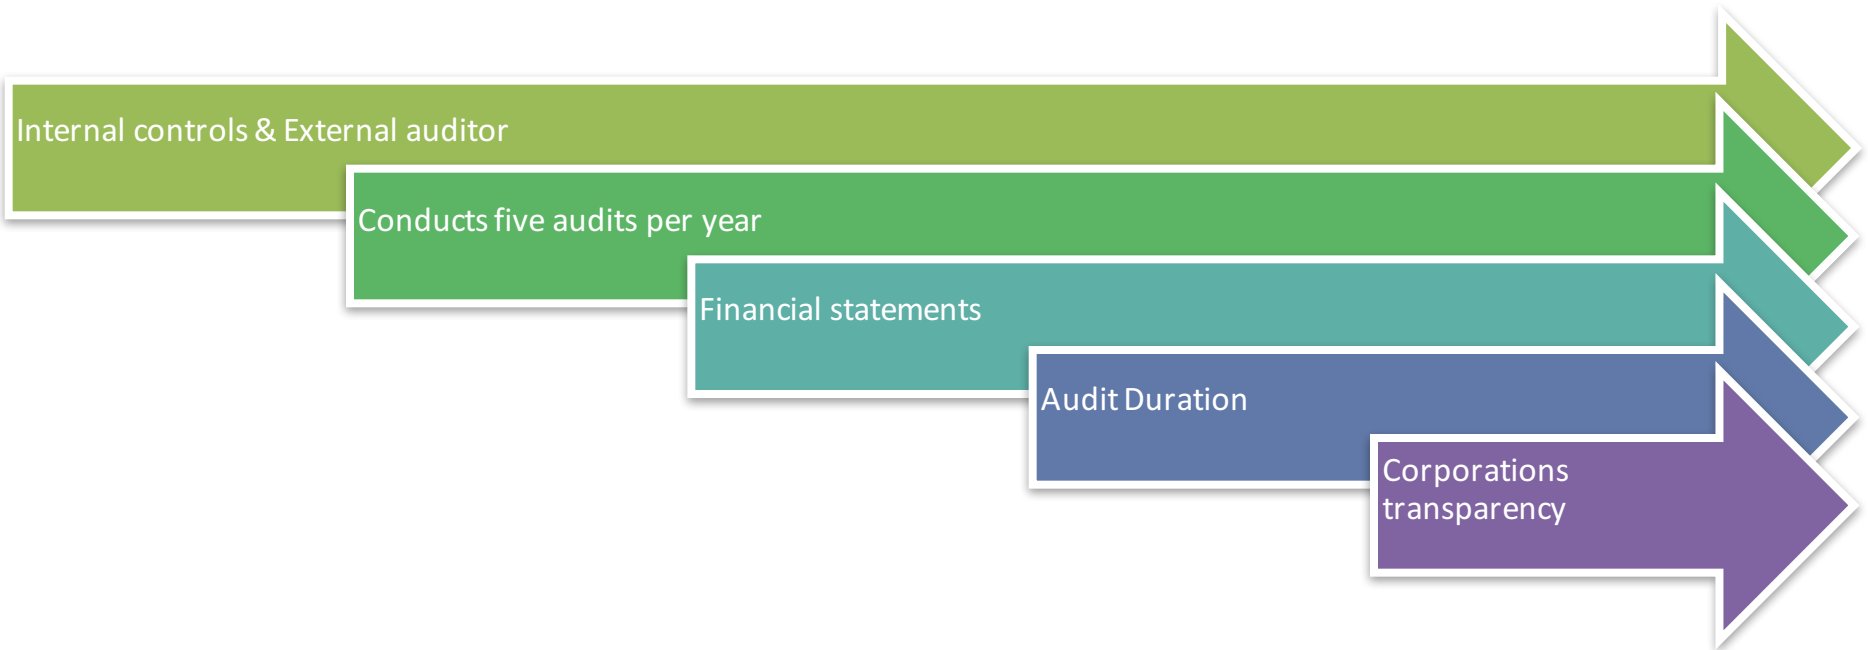 Internal controls & External auditor
Conducts five audits per year
Financial statements
Audit Duration
Corporations
transparency